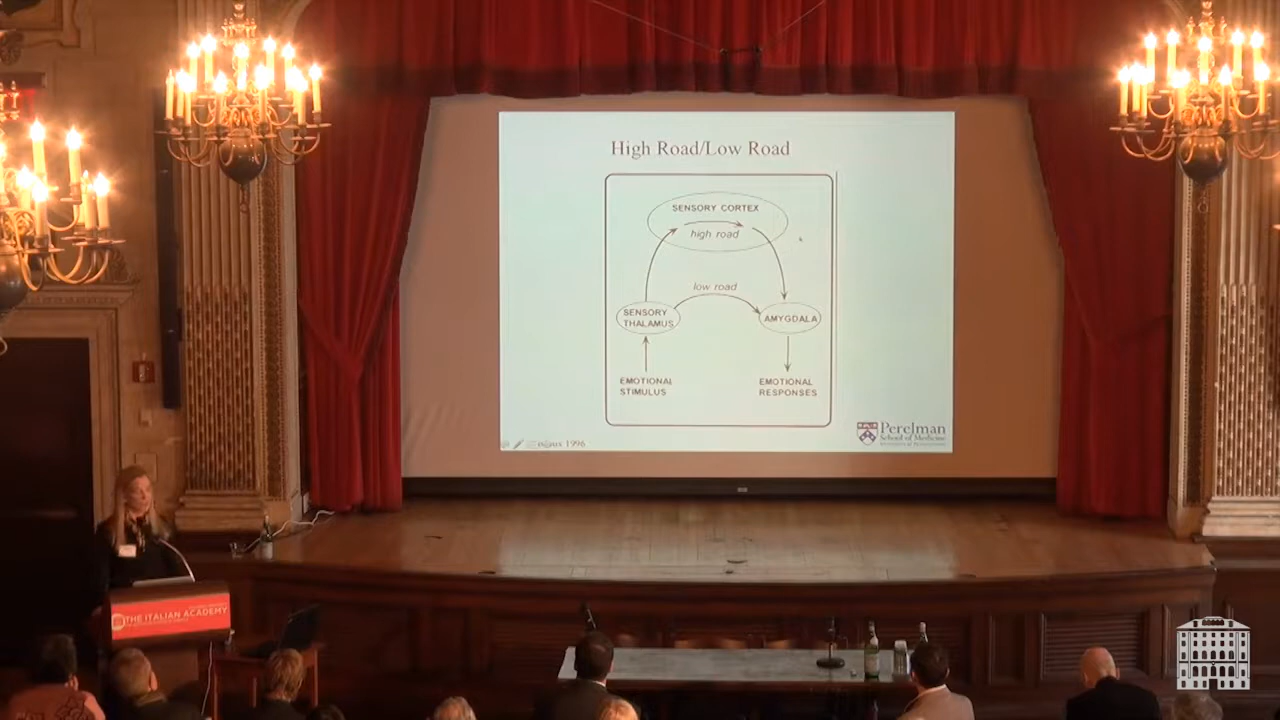 High Road/Low Road
SENSORY CORTEX
high road
low road
SENSORY
THALAMUS
AMYGDALA
EMOTIONAL
STIMULUS
EMOTIONAL
RESPONSES
1996
Perelman
School of Medicine
THE ITALIAN ACADEMY